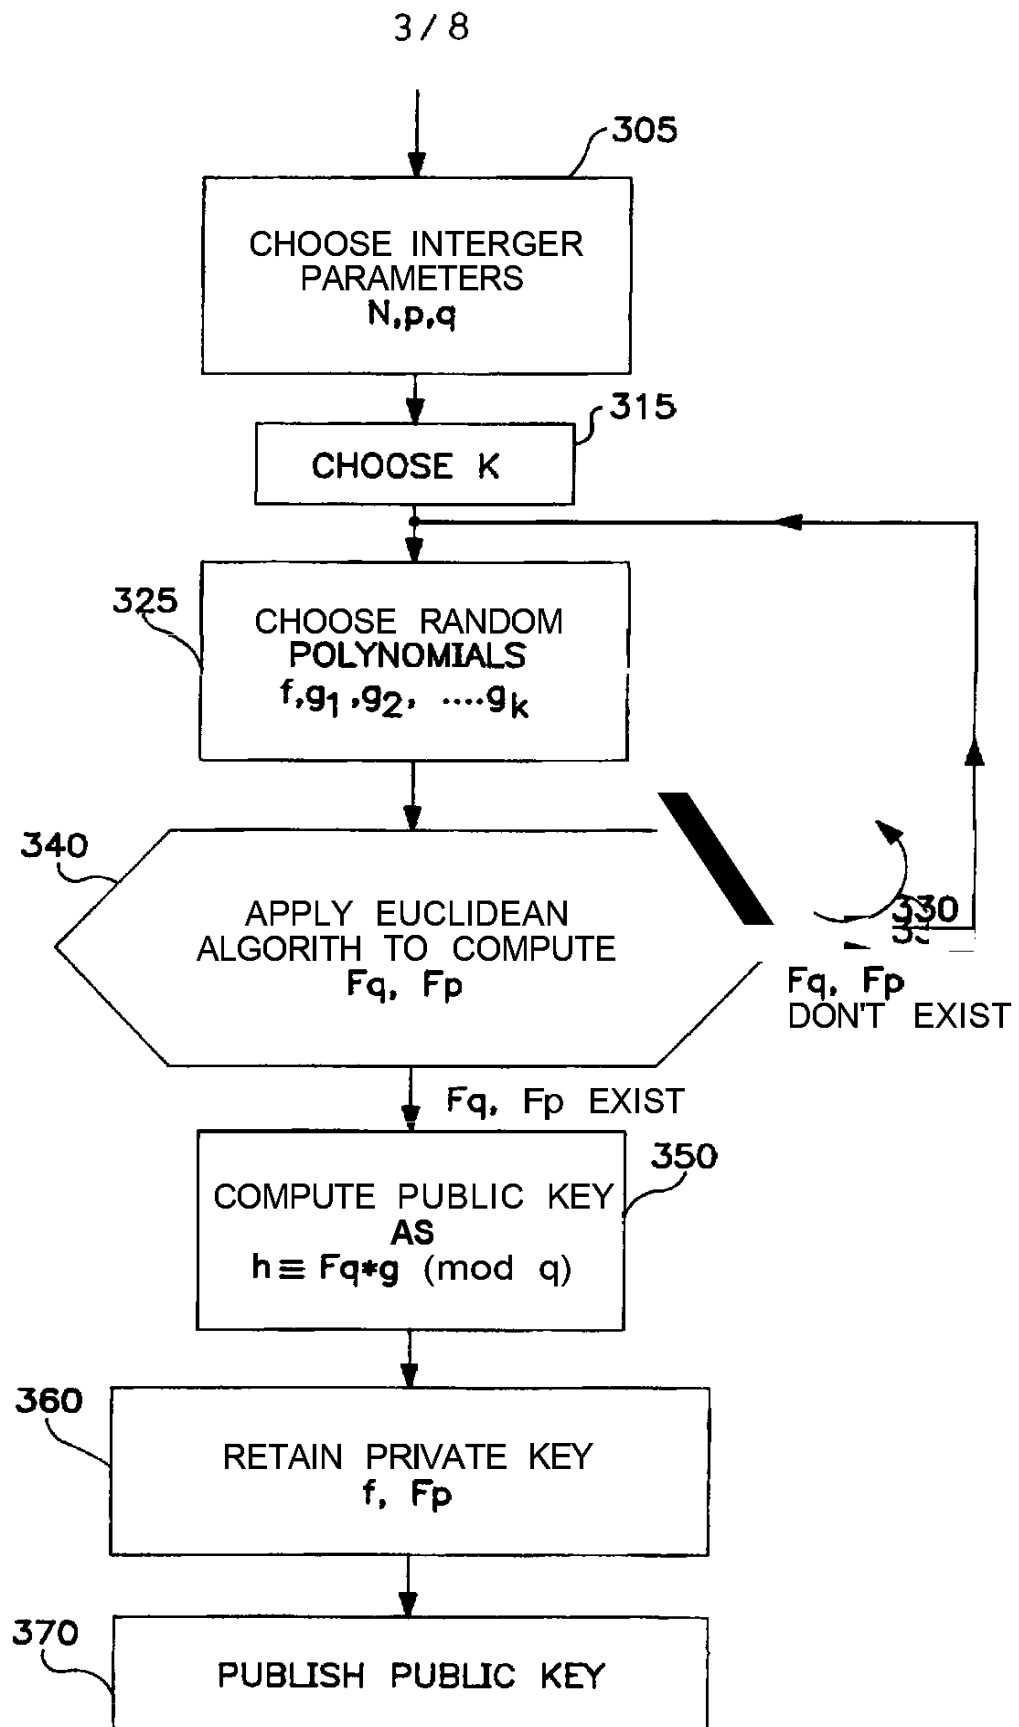 3/8
305
CHOOSE INTERGER
PARAMETERS
N,p,q
315
CHOOSE K
325
CHOOSE RANDOM
POLYNOMIALS
f,g1,g2, ....gk
340
APPLY EUCLIDEAN
ALGORITH TO COMPUTE
Fq, Fp
330
Fq, Fp
DON'T EXIST
Fq, Fp EXIST
350
COMPUTE PUBLIC KEY
AS
h≡ Fq*g (mod q)
360
RETAIN PRIVATE KEY
f, Fp
370
PUBLISH PUBLIC KEY